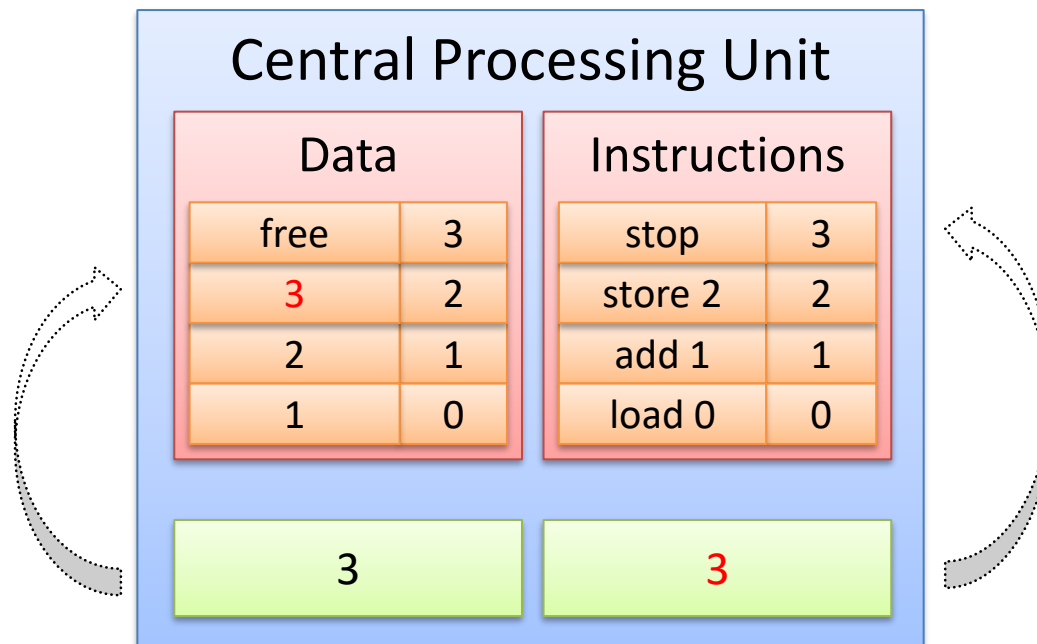 Central Processing Unit
Data
free 3
3 2
2 1
1 0
Instructions
stop 3
store 2 2
add 1 1
load 0 0
3
3